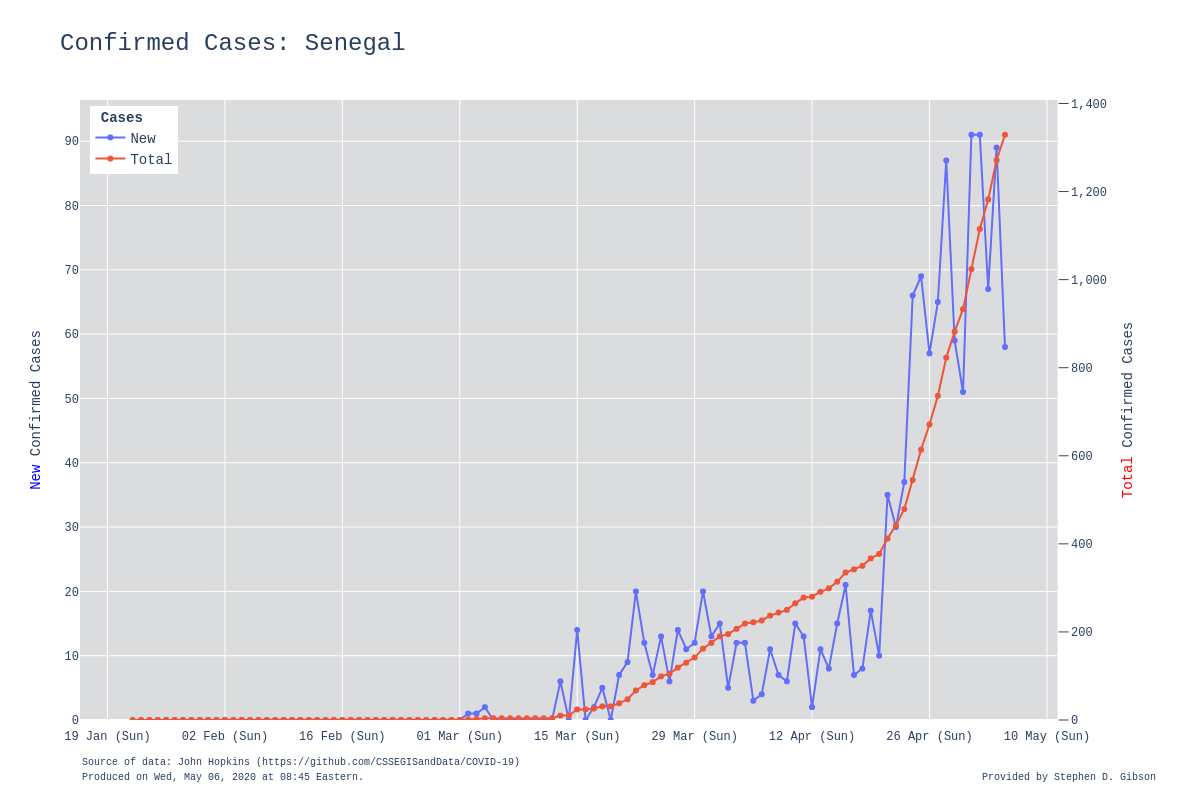 Confirmed Cases: Senegal
Cases
New
Total
90
80
70
60
50
40
30
20
10
0
1,400
1,200
1,000
800
600
400
200
0
New Confirmed Cases
Total Confirmed Cases
19 Jan (Sun)
02 Feb (Sun)
16 Feb (Sun)
01 Mar (Sun)
15 Mar (Sun)
29 Mar (Sun)
12 Apr (Sun)
26 Apr (Sun)
10 May (Sun)
Source of data: John Hopkins (https://github.com/CSSEGISandData/COVID-19)
Produced on Wed, May 06, 2020 at 08:45 Eastern.
Provided by Stephen D. Gibson